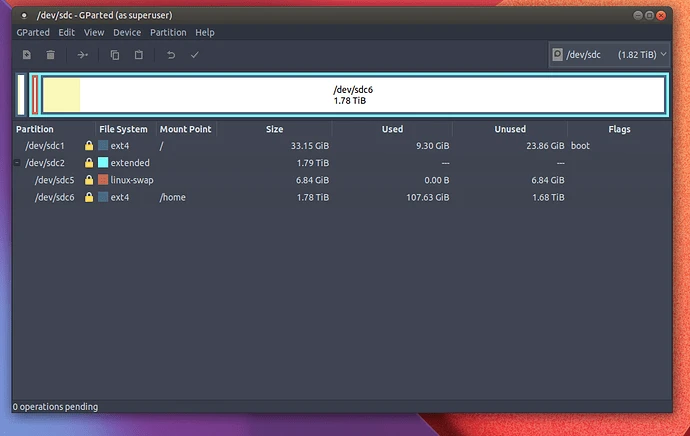 /dev/sdc - GParted (as superuser)
GParted Edit View Device Partition Help
/dev/sdc (1.82 TiB)
/dev/sdc6
1.78 TiB
Partition File System Mount Point Size Used Unused Flags
/dev/sdc1 ext4 / 33.15 GiB 9.30 GiB 23.86 GiB boot
/dev/sdc2 extended 1.79 TiB --- ---
/dev/sdc5 linux-swap 6.84 GiB 0.00 B 6.84 GiB
/dev/sdc6 ext4 /home 1.78 TiB 107.63 GiB 1.68 TiB
0 operations pending